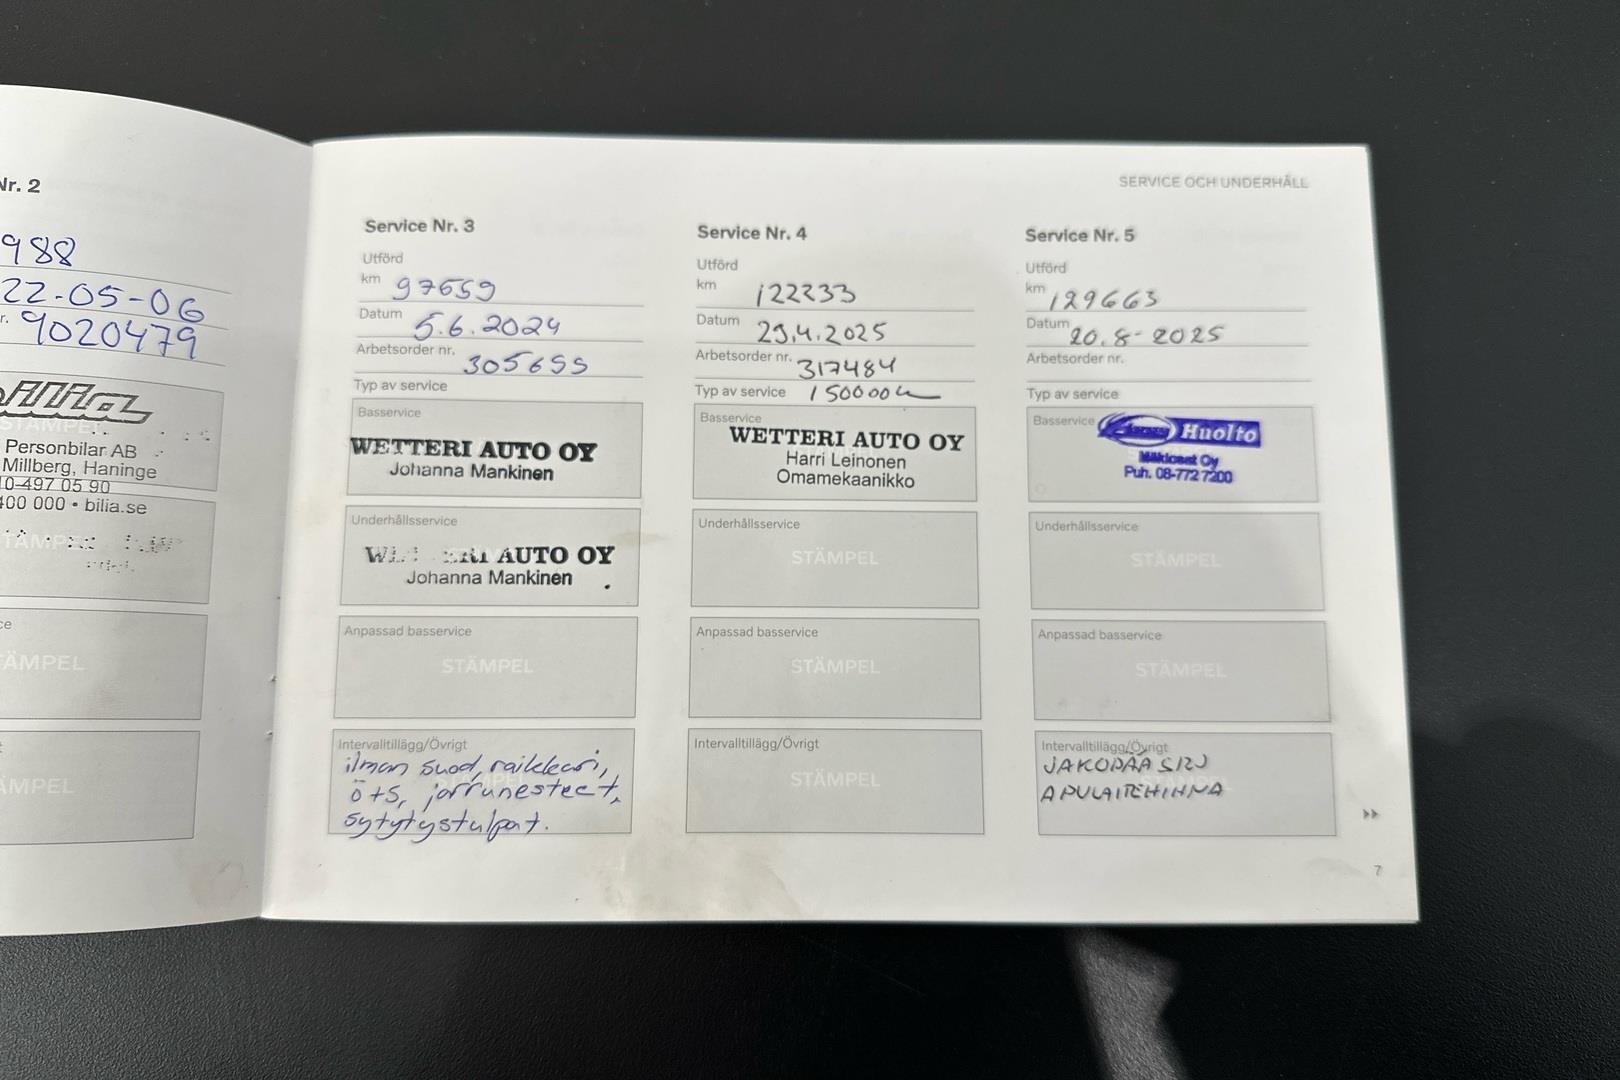 Nr. 2
988
22-05-06
r. 9020479
STÄMPEL
Personbilar AB
Millberg, Haninge
0-497 05 90
400 000 • bilia.se
STÄMPEL
STÄMPEL
SERVICE OCH UNDERHÅLL
Service Nr. 3
Utförd
km 97659
Datum 5.6.2024
Arbetsorder nr. 305655
Typ av service
Basservice
WETTERI AUTO OY
Johanna Mankinen
Underhållsservice
AUTO OY
Johanna Mankinen
Anpassad basservice
STÄMPEL
Intervalltillägg/Övrigt
ilman suod, raikkari,
öts, jarrunesteet,
sytytystulpat.
Service Nr. 4
Utförd
km 122233
Datum 29.4.2025
Arbetsorder nr. 317484
Typ av service 150000
Basservice
WETTERI AUTO OY
Harri Leinonen
Omamekaanikko
Underhållsservice
STÄMPEL
Anpassad basservice
STÄMPEL
Intervalltillägg/Övrigt
STÄMPEL
Service Nr. 5
Utförd
km 129663
Datum 20.8-2025
Arbetsorder nr.
Typ av service
Basservice
Huolto
Oy
Puh. 08-772 7200
Underhållsservice
STÄMPEL
Anpassad basservice
STÄMPEL
Intervalltillägg/Övrigt
JAKOPÄÄ SRJ
APULAITEHIHNA
7